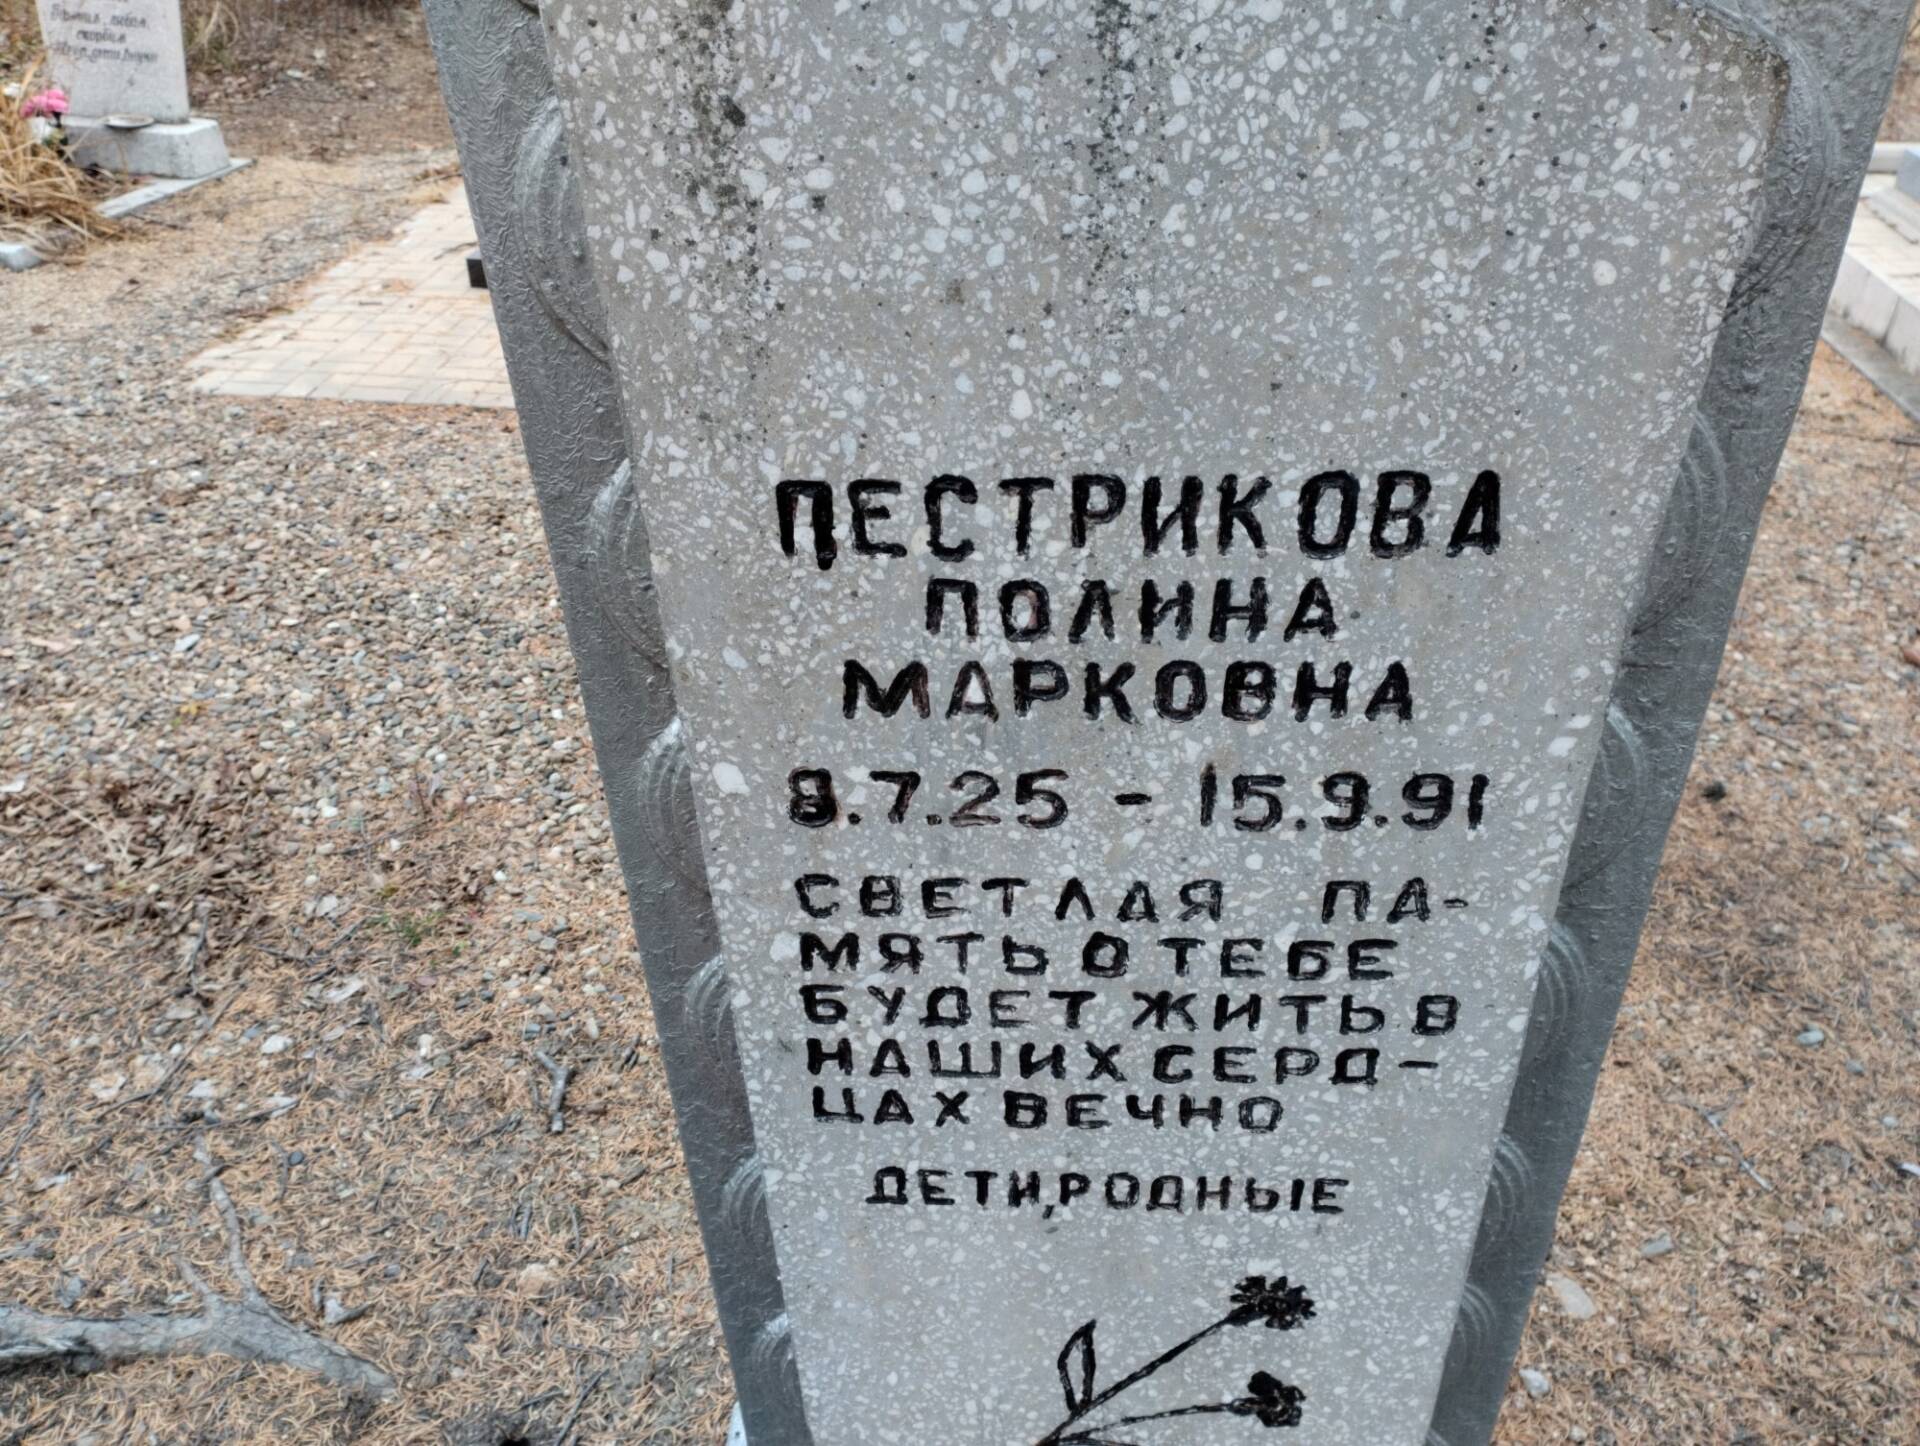 ПЕСТРИКОВА
ПОЛИНА
МАРКОВНА
8.7.25 - 15.9.91
СВЕТЛАЯ ПА-
МЯТЬ О ТЕБЕ
БУДЕТ ЖИТЬ В
НАШИХ СЕРД-
ЦАХ ВЕЧНО
ДЕТИ, РОДНЫЕ
скорбим